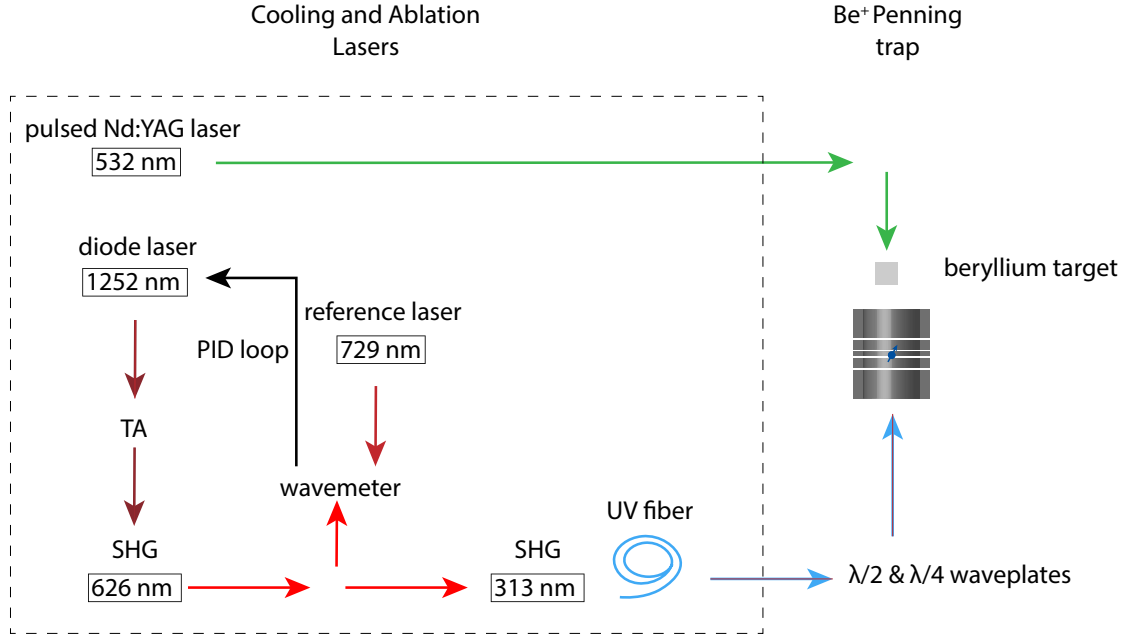 Cooling and Ablation
Lasers
Be⁺ Penning
trap
pulsed Nd:YAG laser
532 nm
diode laser
1252 nm
beryllium target
reference laser
PID loop
729 nm
TA
wavemeter
UV fiber
SHG
626 nm
SHG
313 nm
λ/2 & λ/4 waveplates